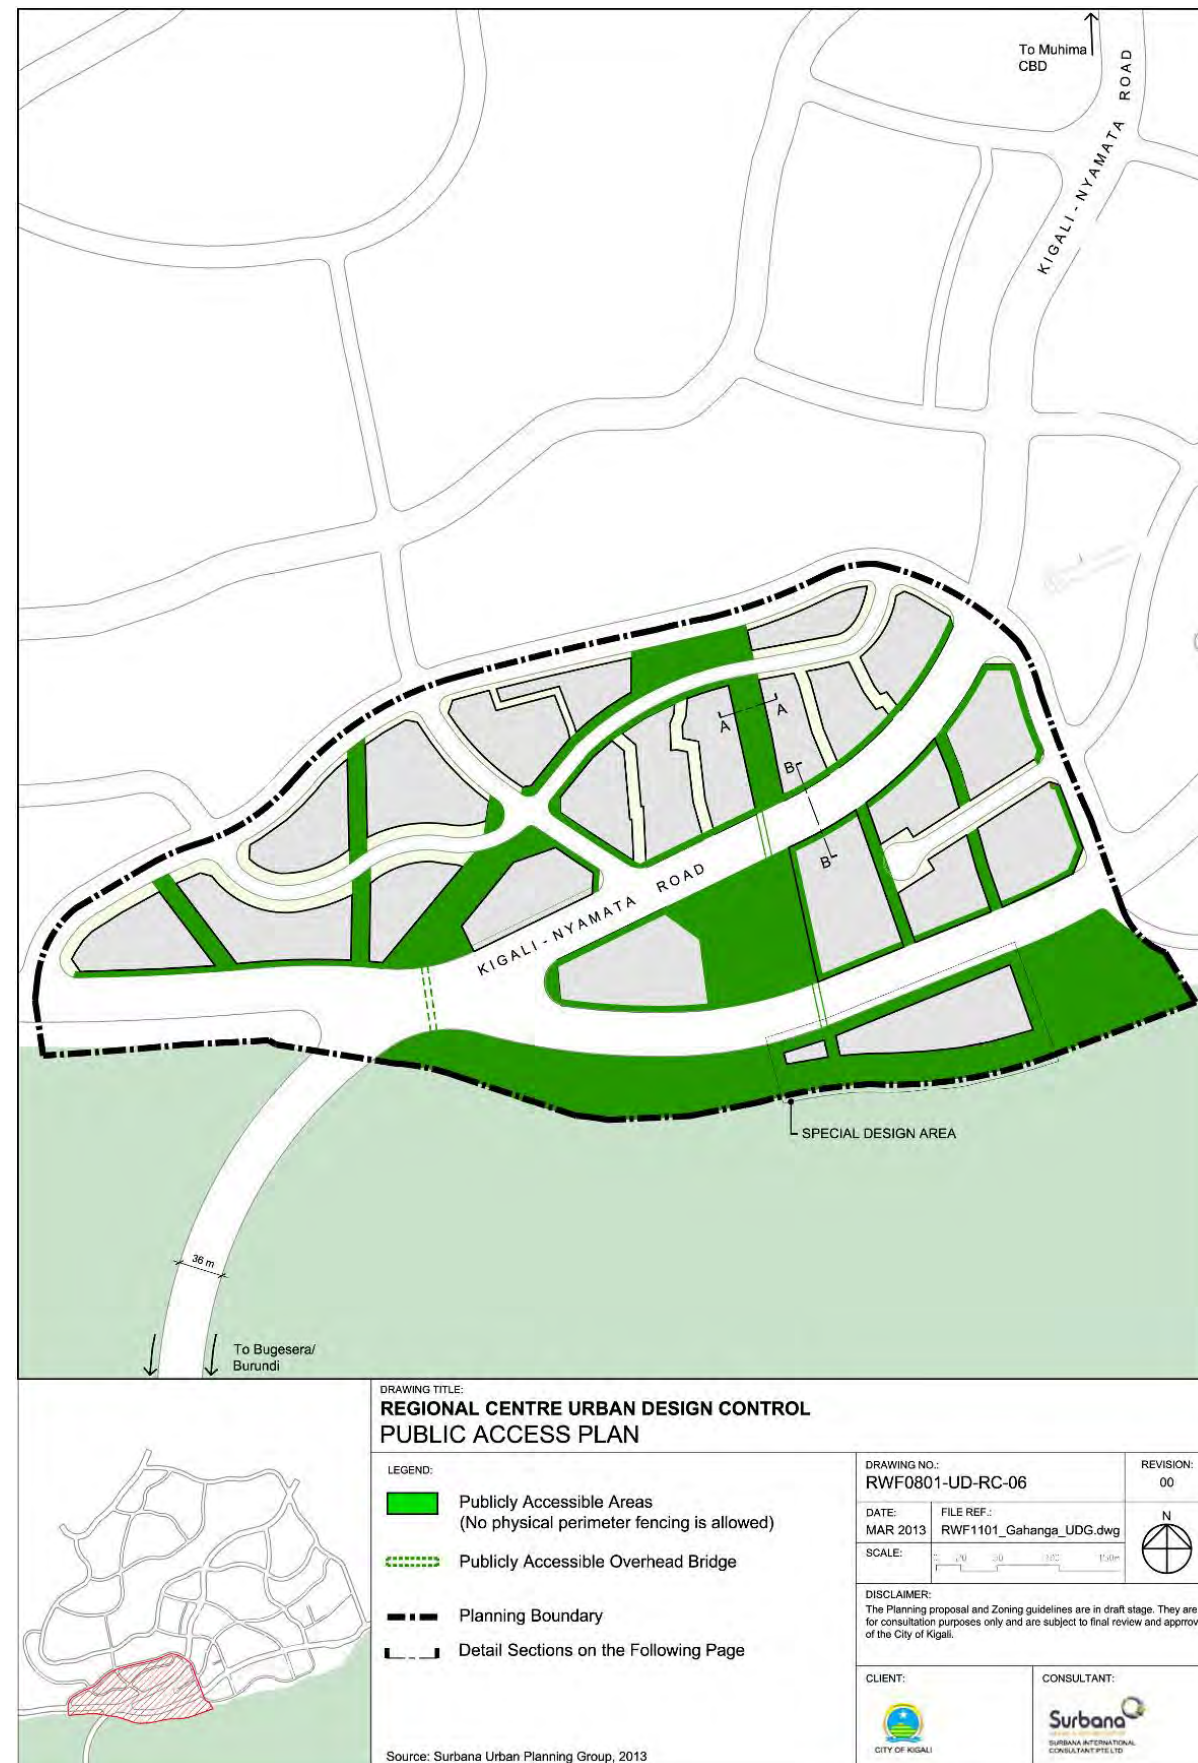 To Muhima
CBD
KIGALI - NYAMATA ROAD
A
A
B
B
KIGALI - NYAMATA ROAD
SPECIAL DESIGN AREA
36 m
To Bugesera/
Burundi
DRAWING TITLE:
REGIONAL CENTRE URBAN DESIGN CONTROL
PUBLIC ACCESS PLAN
LEGEND:
Publicly Accessible Areas
(No physical perimeter fencing is allowed)
Publicly Accessible Overhead Bridge
Planning Boundary
Detail Sections on the Following Page
Source: Surbana Urban Planning Group, 2013
DRAWING NO.:
RWF0801-UD-RC-06
REVISION:
00
DATE:
MAR 2013
FILE REF.:
RWF1101_Gahanga_UDG.dwg
N
SCALE:
DISCLAIMER:
The Planning proposal and Zoning guidelines are in draft stage. They are
for consultation purposes only and are subject to final review and approv
of the City of Kigali.
CLIENT:
CITY OF KIGALI
CONSULTANT:
Surbana
SURBANA INTERNATIONAL
CONSULTANT PTE LTD